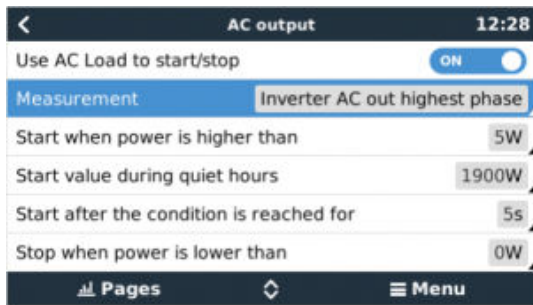 AC output 12:28
Use AC Load to start/stop ON
Measurement Inverter AC out highest phase
Start when power is higher than 5W
Start value during quiet hours 1900W
Start after the condition is reached for 5s
Stop when power is lower than 0W
Pages Menu